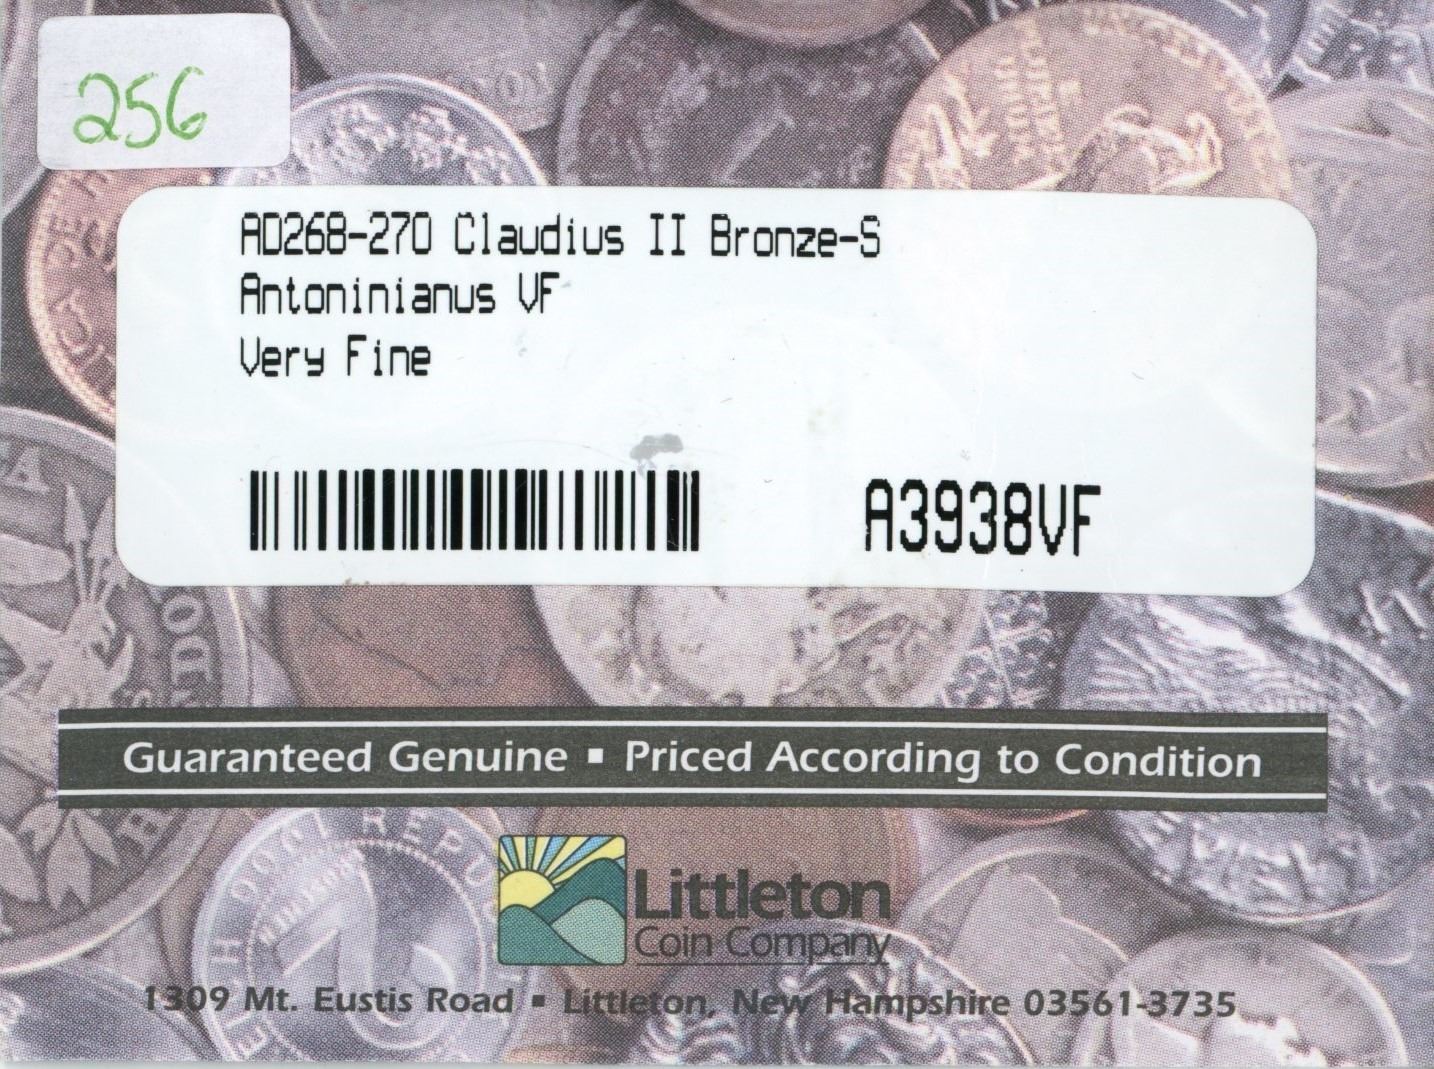 256
AD268-270 Claudius II Bronze-S
Antoninianus VF
Very Fine
A3938VF
Guaranteed Genuine ▪ Priced According to Condition
Littleton
Coin Company
1309 Mt. Eustis Road ▪ Littleton, New Hampshire 03561-3735